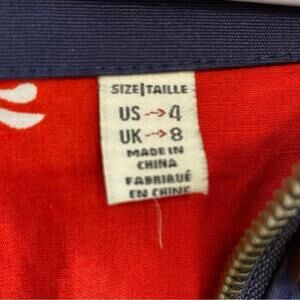 SIZE|TAILLE
US→4
UK→8
MADE IN
CHINA
FABRIQUÉ
EN CHINE